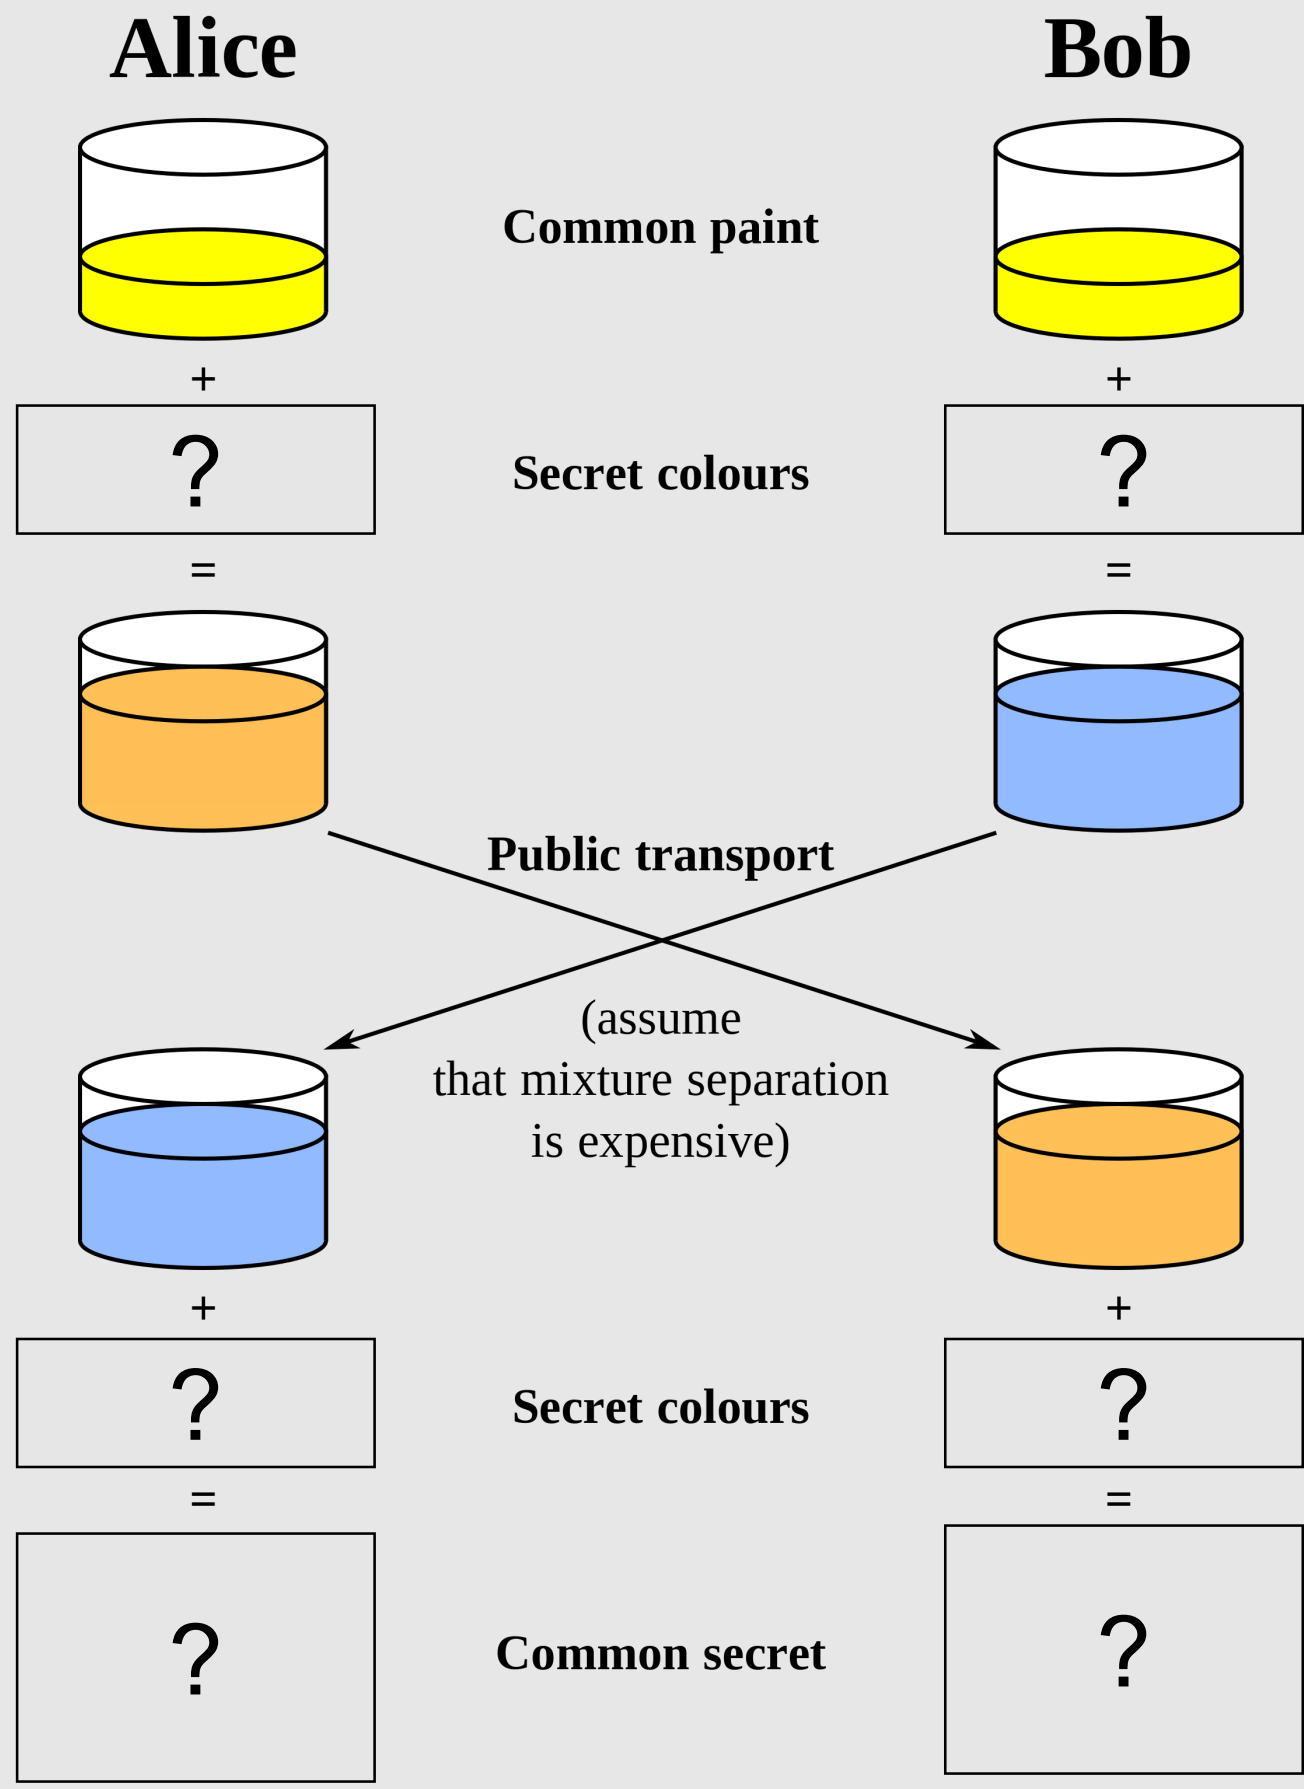 Alice
Bob
Common paint
+
+
?
Secret colours
?
=
=
Public transport
(assume
that mixture separation
is expensive)
+
+
?
Secret colours
?
=
=
?
Common secret
?